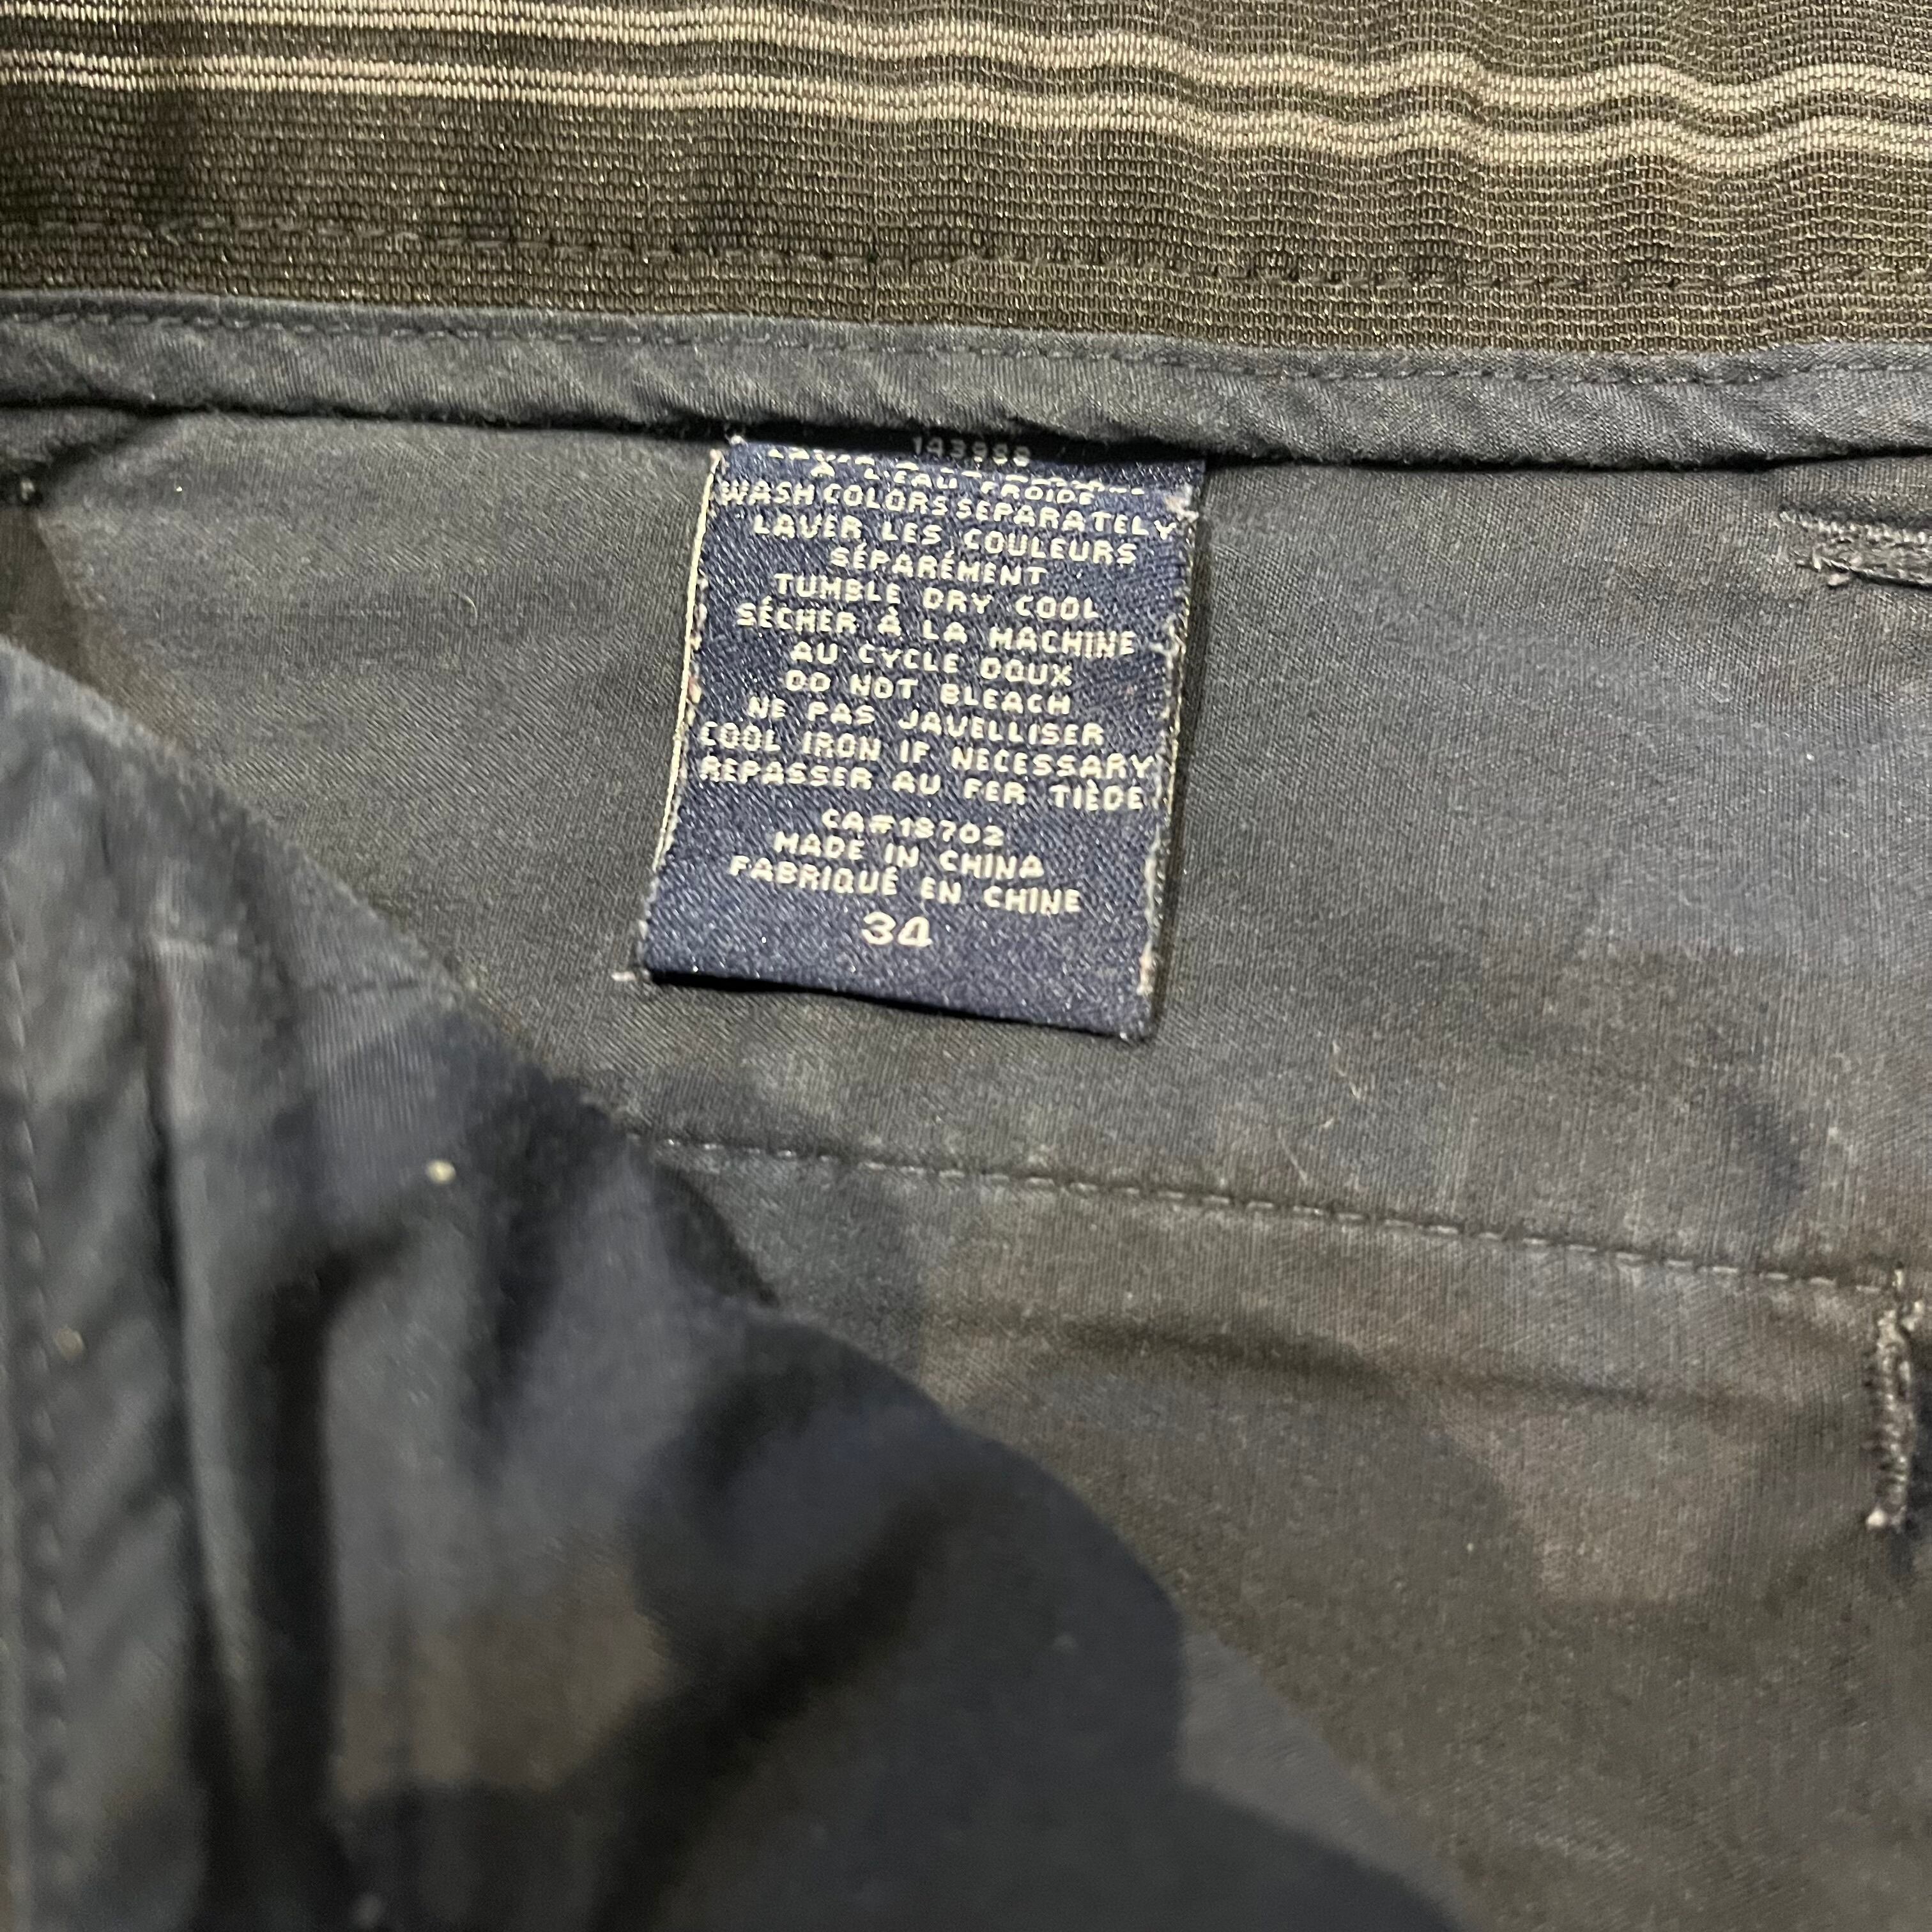 143988
À L'EAU FROIDE
WASH COLORS SEPARATELY
LAVER LES COULEURS
SÉPARÉMENT
TUMBLE DRY COOL
SÉCHER À LA MACHINE
AU CYCLE DOUX
DO NOT BLEACH
NE PAS JAVELLISER
COOL IRON IF NECESSARY
REPASSER AU FER TIÈDE
CA#18702
MADE IN CHINA
FABRIQUÉ EN CHINE
34